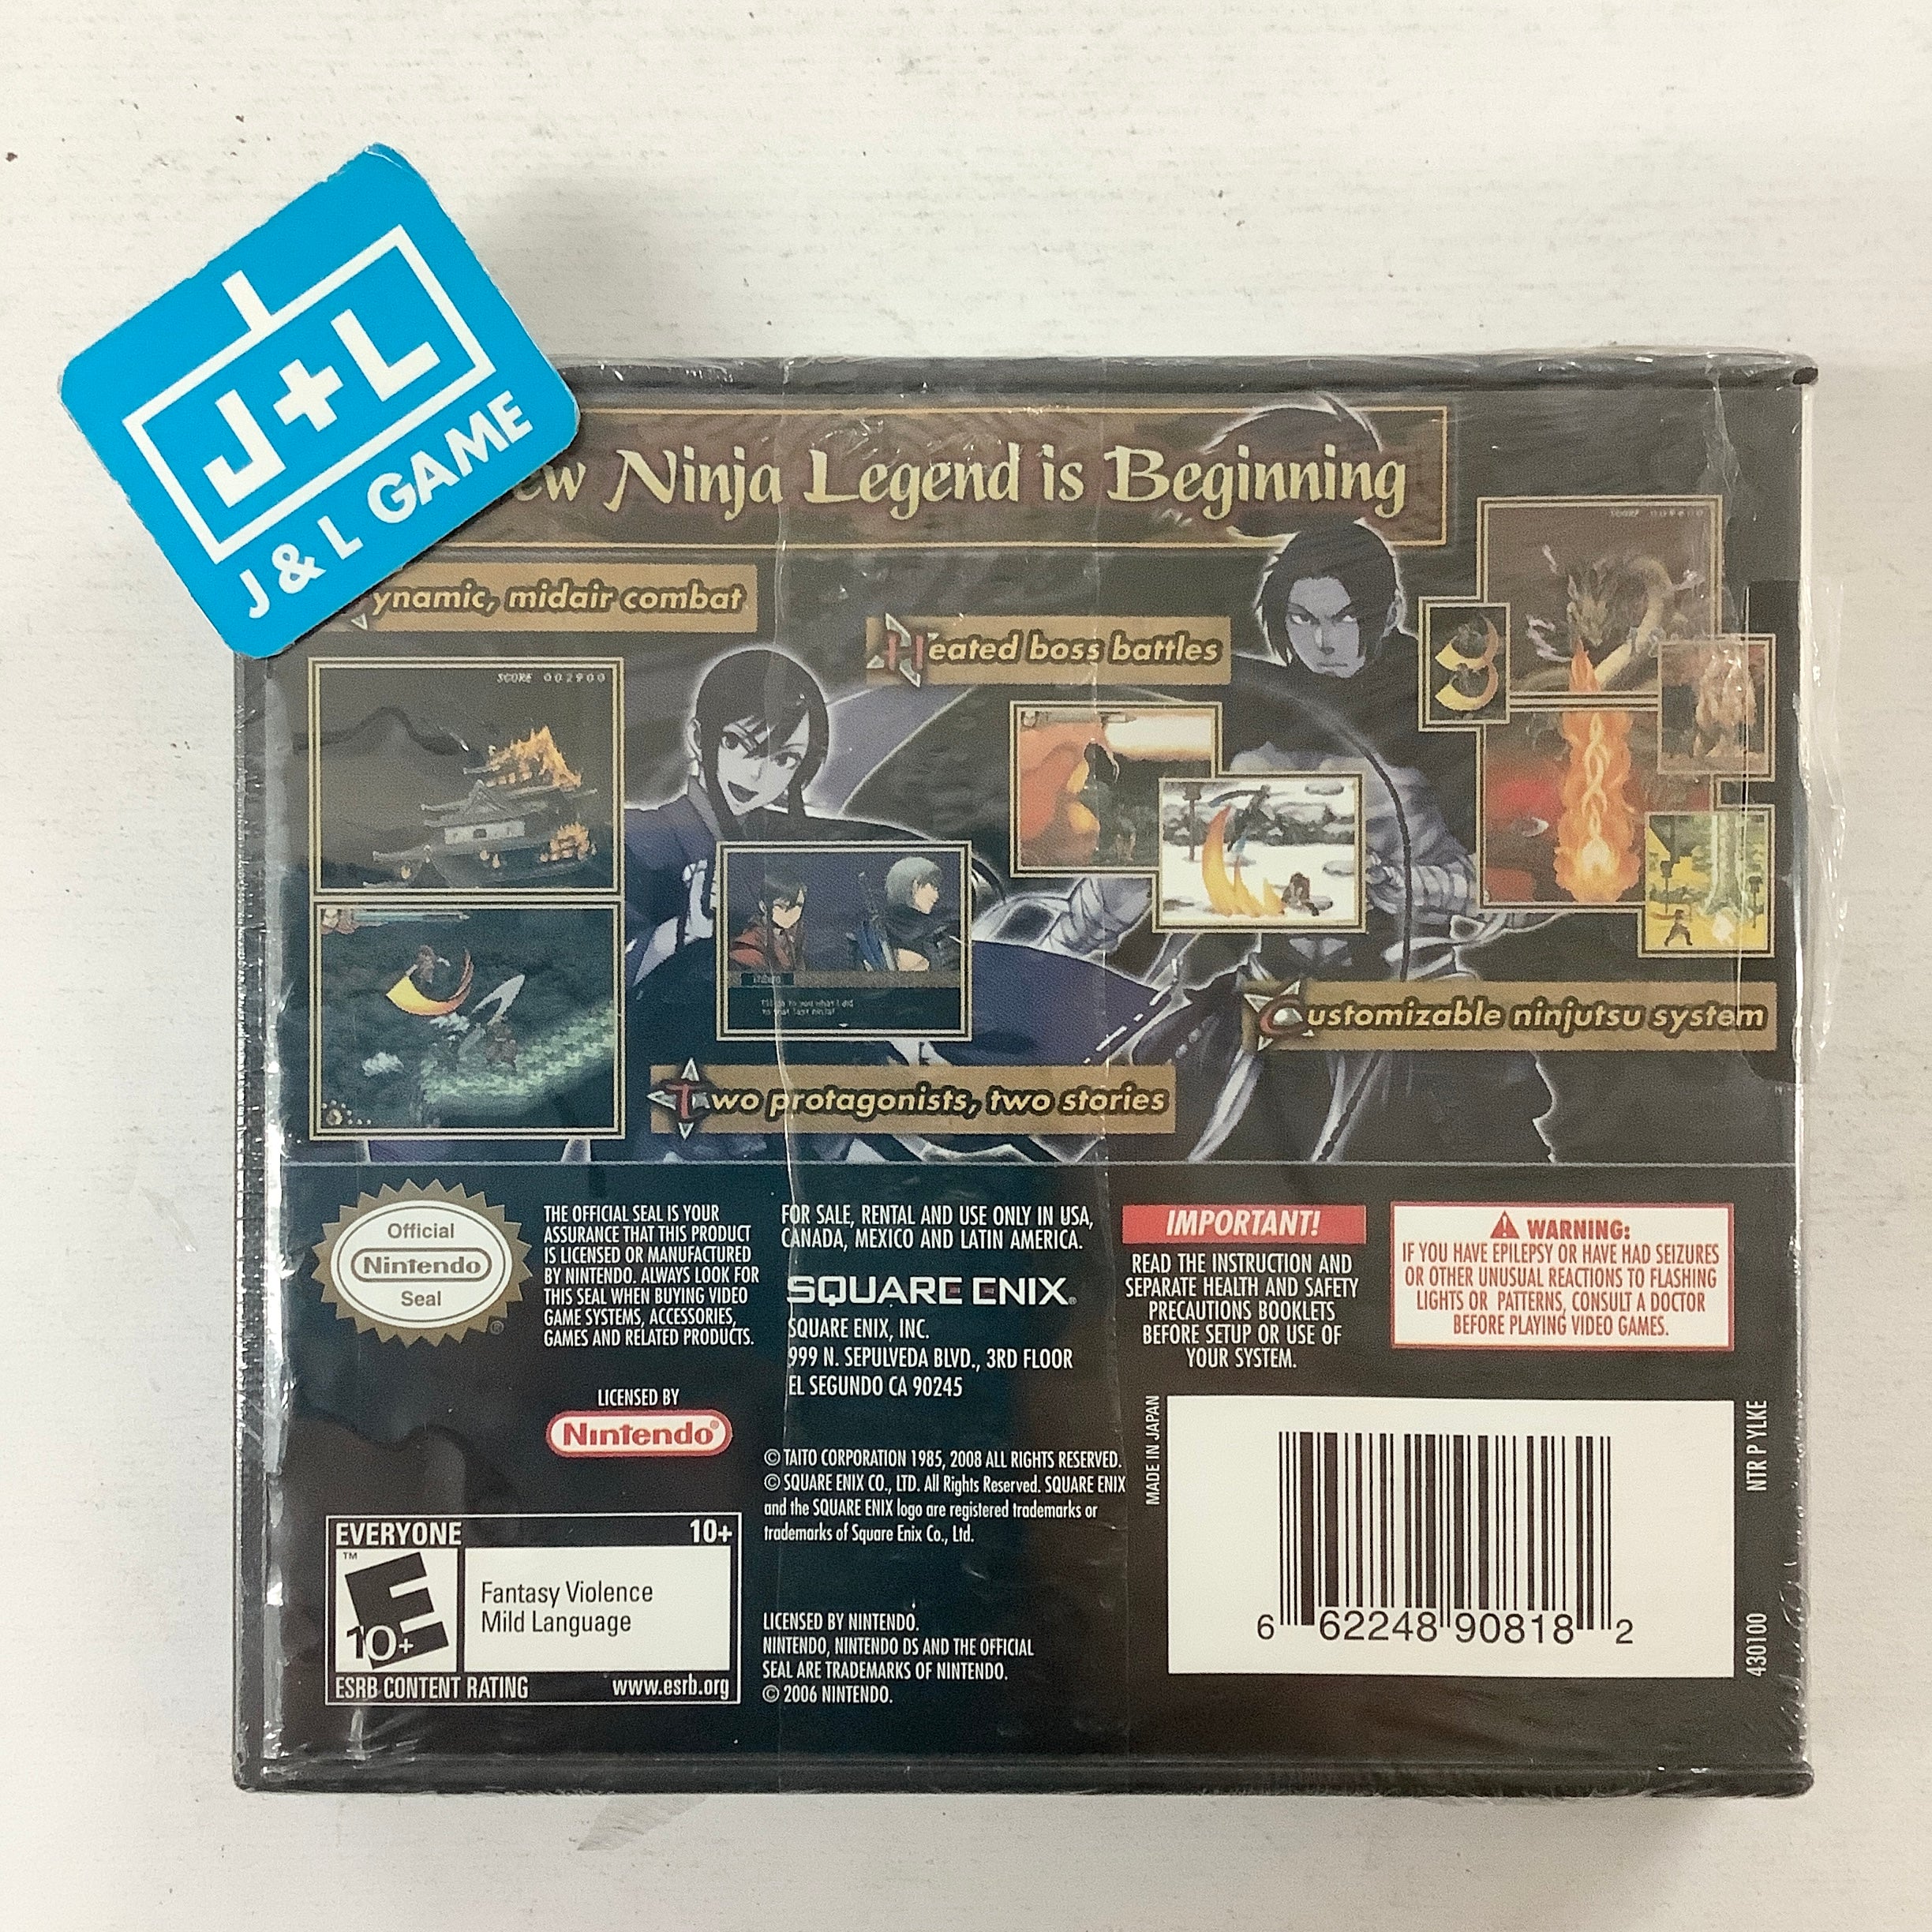 J+L
J & L GAME
Ninja Legend is Beginning
ynamic, midair combat
Heated boss battles
SCORE 002900
SCORE
Customizable ninjutsu system
Two protagonists, two stories
Official
Nintendo
Seal
®
THE OFFICIAL SEAL IS YOUR
ASSURANCE THAT THIS PRODUCT
IS LICENSED OR MANUFACTURED
BY NINTENDO. ALWAYS LOOK FOR
THIS SEAL WHEN BUYING VIDEO
GAME SYSTEMS, ACCESSORIES,
GAMES AND RELATED PRODUCTS.
LICENSED BY
Nintendo®
EVERYONE 10+
™
E
10+
Fantasy Violence
Mild Language
ESRB CONTENT RATING www.esrb.org
FOR SALE, RENTAL AND USE ONLY IN USA,
CANADA, MEXICO AND LATIN AMERICA.
SQUARE ENIX®
SQUARE ENIX, INC.
999 N. SEPULVEDA BLVD., 3RD FLOOR
EL SEGUNDO CA 90245
© TAITO CORPORATION 1985, 2008 ALL RIGHTS RESERVED.
© SQUARE ENIX CO., LTD. All Rights Reserved. SQUARE ENIX
and the SQUARE ENIX logo are registered trademarks or
trademarks of Square Enix Co., Ltd.
LICENSED BY NINTENDO.
NINTENDO, NINTENDO DS AND THE OFFICIAL
SEAL ARE TRADEMARKS OF NINTENDO.
© 2006 NINTENDO.
IMPORTANT!
READ THE INSTRUCTION AND
SEPARATE HEALTH AND SAFETY
PRECAUTIONS BOOKLETS
BEFORE SETUP OR USE OF
YOUR SYSTEM.
WARNING:
IF YOU HAVE EPILEPSY OR HAVE HAD SEIZURES
OR OTHER UNUSUAL REACTIONS TO FLASHING
LIGHTS OR PATTERNS, CONSULT A DOCTOR
BEFORE PLAYING VIDEO GAMES.
MADE IN JAPAN
6 62248 90818 2
NTR P YLKE
430100